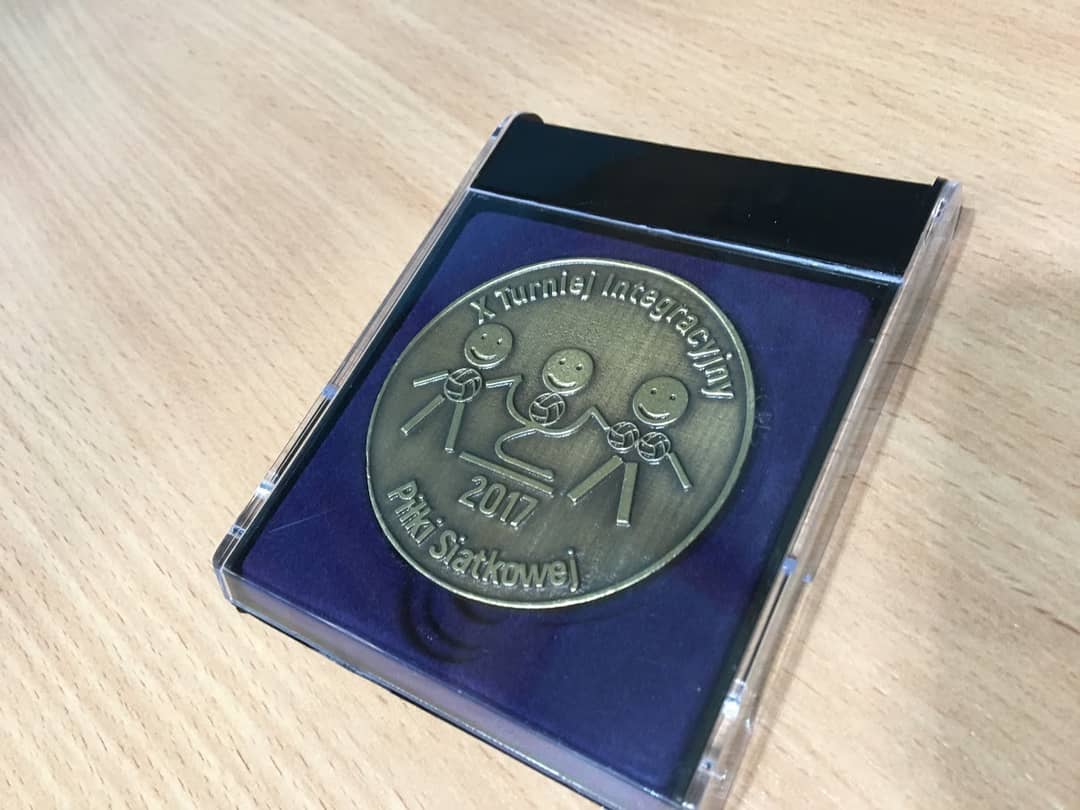 X Turniej Integracyjny
2017
Piłki Siatkowej